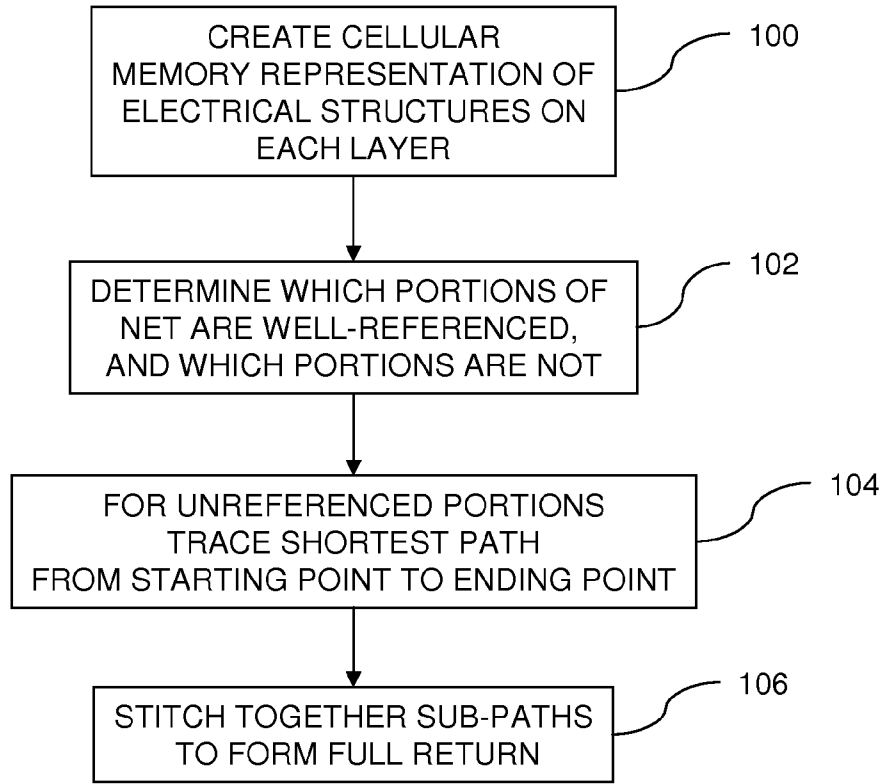 CREATE CELLULAR
MEMORY REPRESENTATION OF
ELECTRICAL STRUCTURES ON
EACH LAYER
100
DETERMINE WHICH PORTIONS OF
NET ARE WELL-REFERENCED,
AND WHICH PORTIONS ARE NOT
102
FOR UNREFERENCED PORTIONS
TRACE SHORTEST PATH
FROM STARTING POINT TO ENDING POINT
104
STITCH TOGETHER SUB-PATHS
TO FORM FULL RETURN
106